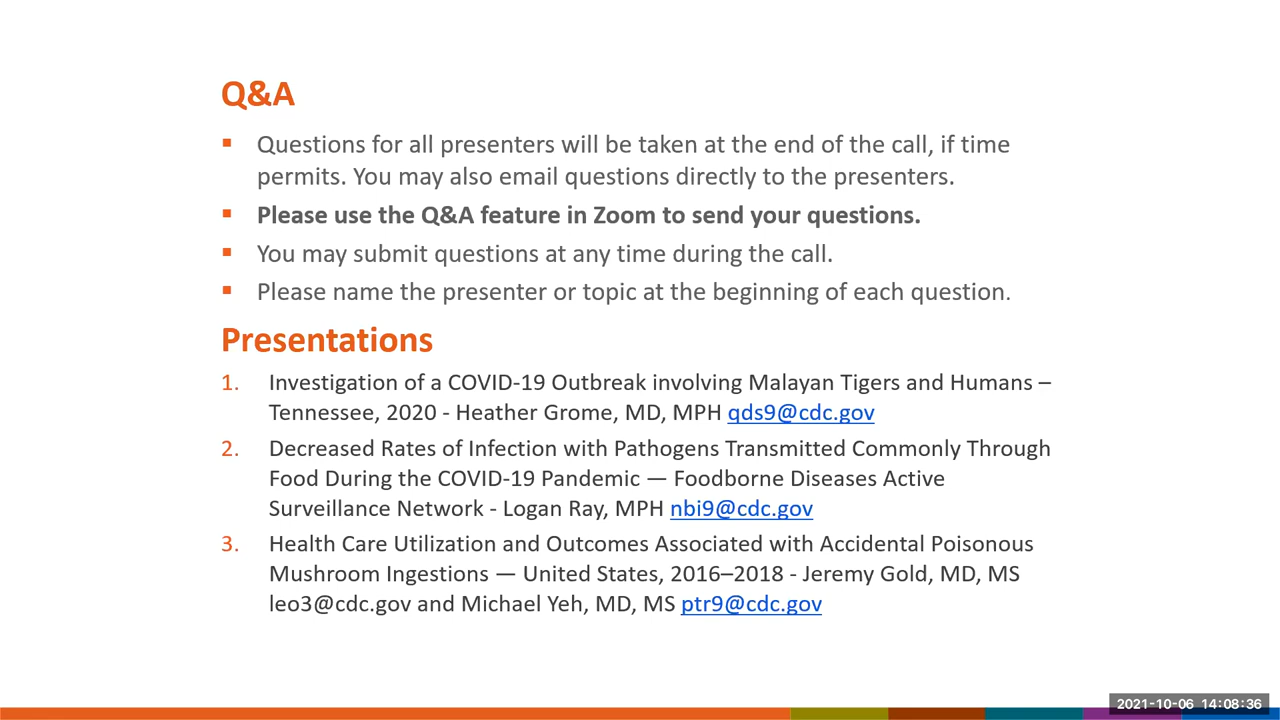 Q&A
▪ Questions for all presenters will be taken at the end of the call, if time
permits. You may also email questions directly to the presenters.
▪ Please use the Q&A feature in Zoom to send your questions.
▪ You may submit questions at any time during the call.
▪ Please name the presenter or topic at the beginning of each question.
Presentations
1. Investigation of a COVID-19 Outbreak involving Malayan Tigers and Humans –
Tennessee, 2020 - Heather Grome, MD, MPH qds9@cdc.gov
2. Decreased Rates of Infection with Pathogens Transmitted Commonly Through
Food During the COVID-19 Pandemic — Foodborne Diseases Active
Surveillance Network - Logan Ray, MPH nbi9@cdc.gov
3. Health Care Utilization and Outcomes Associated with Accidental Poisonous
Mushroom Ingestions — United States, 2016–2018 - Jeremy Gold, MD, MS
leo3@cdc.gov and Michael Yeh, MD, MS ptr9@cdc.gov
2021-10-06 14:08:36